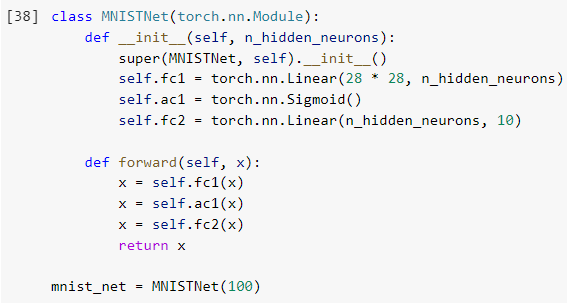 [38] class MNISTNet(torch.nn.Module):
    def __init__(self, n_hidden_neurons):
        super(MNISTNet, self).__init__()
        self.fc1 = torch.nn.Linear(28 * 28, n_hidden_neurons)
        self.ac1 = torch.nn.Sigmoid()
        self.fc2 = torch.nn.Linear(n_hidden_neurons, 10)

    def forward(self, x):
        x = self.fc1(x)
        x = self.ac1(x)
        x = self.fc2(x)
        return x

mnist_net = MNISTNet(100)